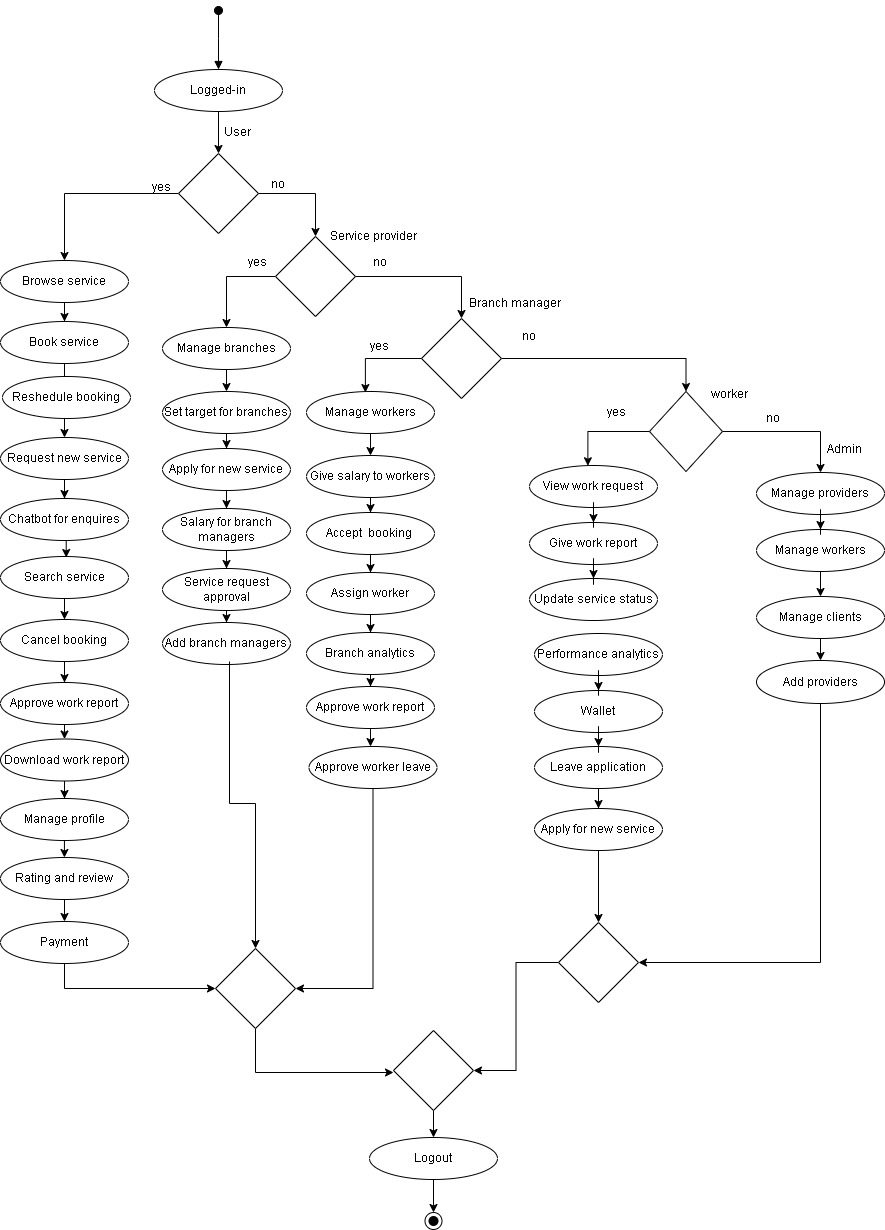 Logged-in
User
yes
no
Service provider
yes
no
Branch manager
yes
no
worker
yes
no
Admin
Browse service
Book service
Reshedule booking
Request new service
Chatbot for enquires
Search service
Cancel booking
Approve work report
Download work report
Manage profile
Rating and review
Payment
Manage branches
Set target for branches
Apply for new service
Salary for branch
managers
Service request
approval
Add branch managers
Manage workers
Give salary to workers
Accept  booking
Assign worker
Branch analytics
Approve work report
Approve worker leave
View work request
Give work report
Update service status
Performance analytics
Wallet
Leave application
Apply for new service
Manage providers
Manage workers
Manage clients
Add providers
Logout